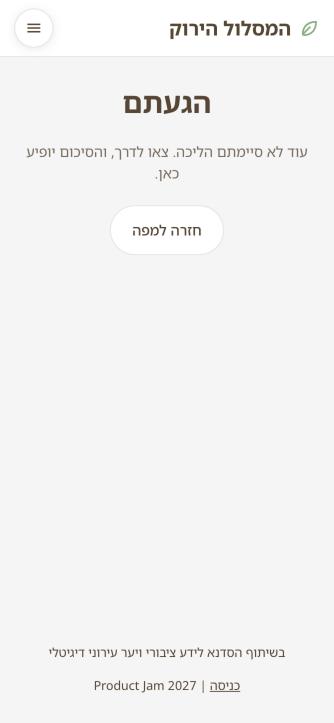 המסלול הירוק
הגעתם
עוד לא סיימתם הליכה. צאו לדרך, והסיכום יופיע
כאן.
חזרה למפה
בשיתוף הסדנא לידע ציבורי ויער עירוני דיגיטלי
כניסה | Product Jam 2027